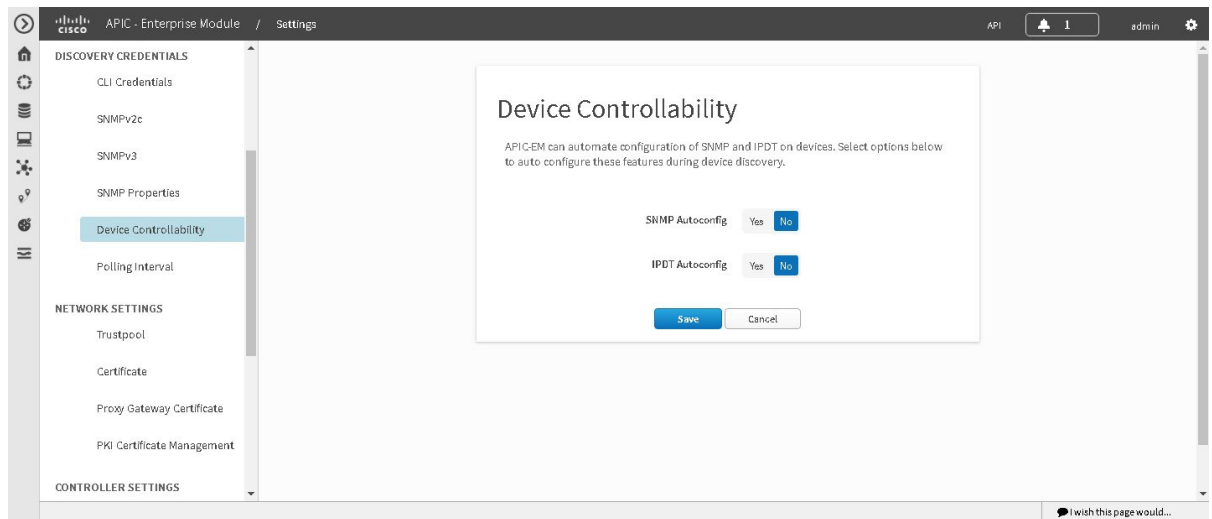 CISCO APIC - Enterprise Module / Settings API 1 admin
DISCOVERY CREDENTIALS
CLI Credentials
SNMPv2c
SNMPv3
SNMP Properties
Device Controllability
Polling Interval
NETWORK SETTINGS
Trustpool
Certificate
Proxy Gateway Certificate
PKI Certificate Management
CONTROLLER SETTINGS
Device Controllability
APIC-EM can automate configuration of SNMP and IPDT on devices. Select options below
to auto configure these features during device discovery.
SNMP Autoconfig Yes No
IPDT Autoconfig Yes No
Save Cancel
I wish this page would...